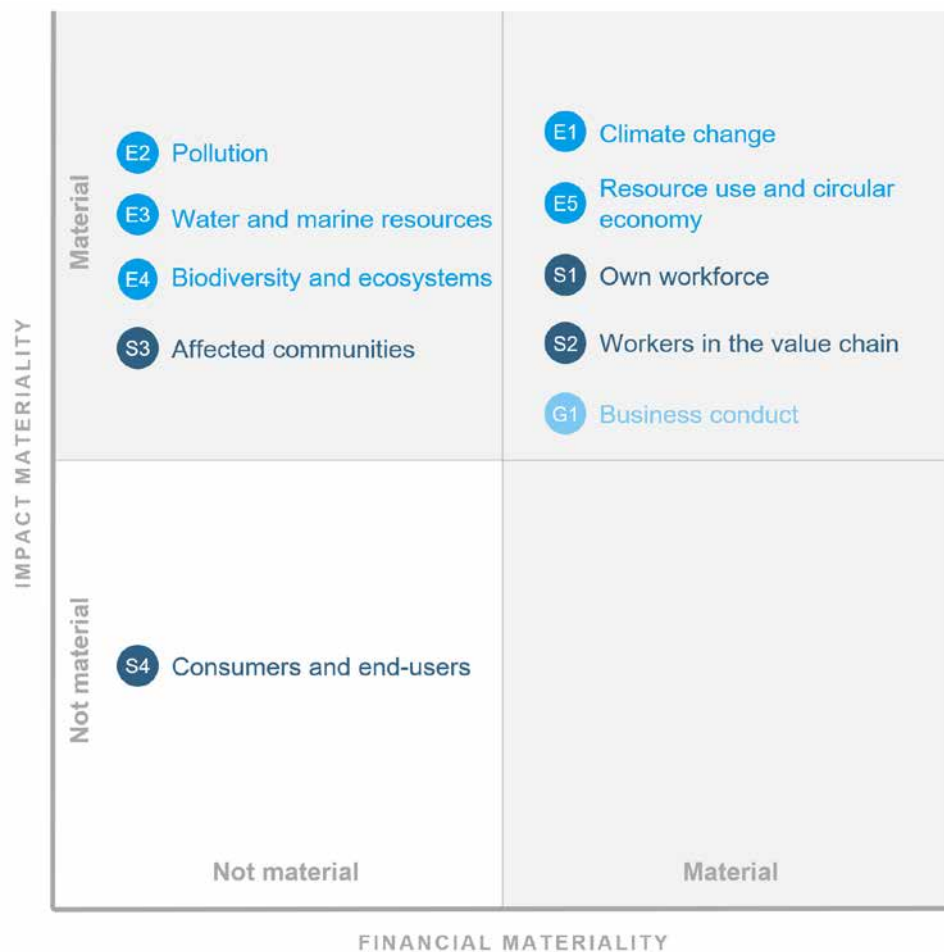 IMPACT MATERIALITY
Material
E2 Pollution
E3 Water and marine resources
E4 Biodiversity and ecosystems
S3 Affected communities
E1 Climate change
E5 Resource use and circular
economy
S1 Own workforce
S2 Workers in the value chain
G1 Business conduct
Not material
S4 Consumers and end-users
Not material
Material
FINANCIAL MATERIALITY